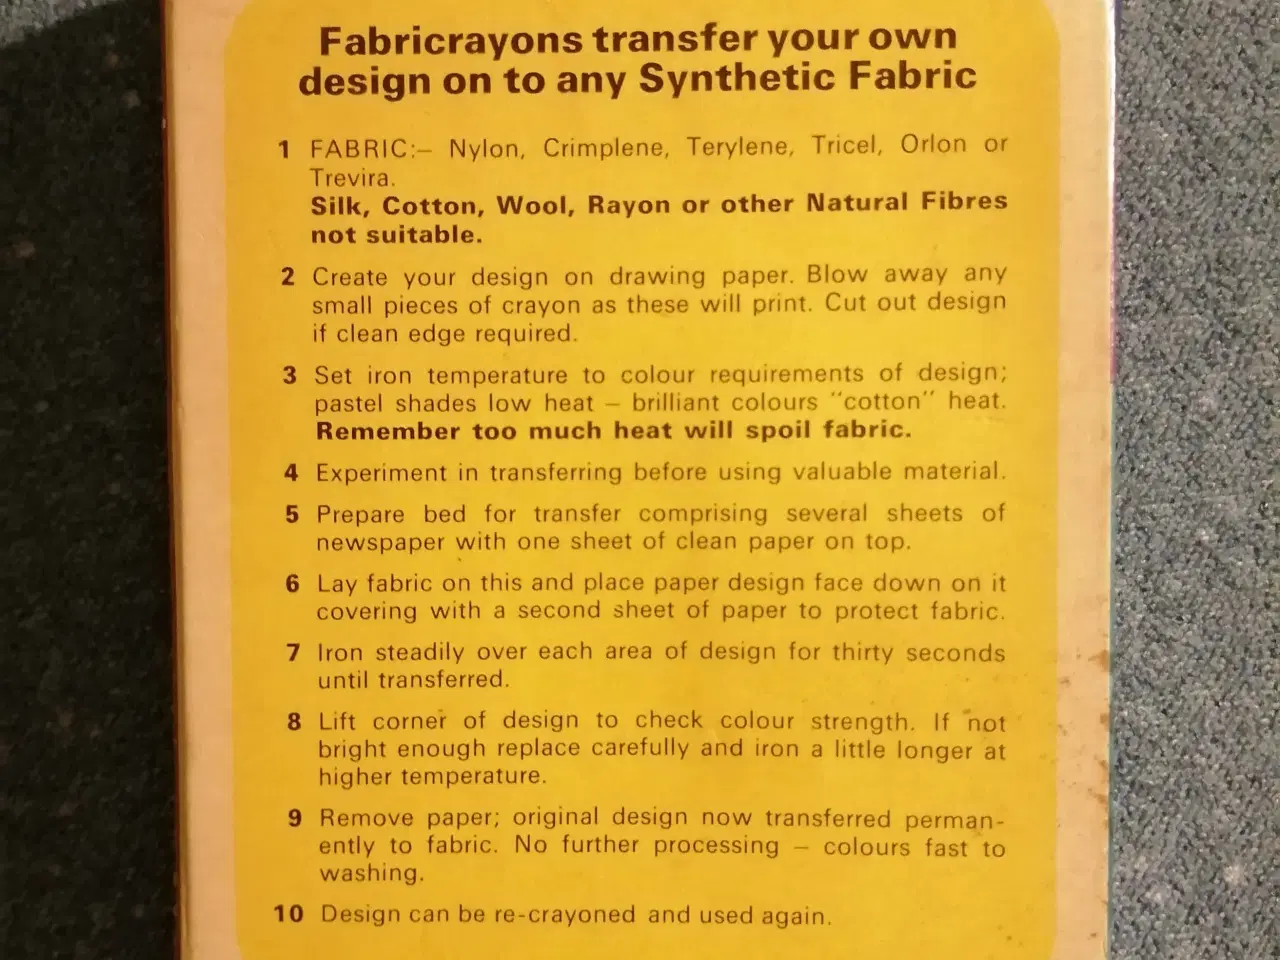 Fabricrayons transfer your own
design on to any Synthetic Fabric
1 FABRIC:– Nylon, Crimplene, Terylene, Tricel, Orlon or
Trevira.
Silk, Cotton, Wool, Rayon or other Natural Fibres
not suitable.
2 Create your design on drawing paper. Blow away any
small pieces of crayon as these will print. Cut out design
if clean edge required.
3 Set iron temperature to colour requirements of design;
pastel shades low heat – brilliant colours "cotton" heat.
Remember too much heat will spoil fabric.
4 Experiment in transferring before using valuable material.
5 Prepare bed for transfer comprising several sheets of
newspaper with one sheet of clean paper on top.
6 Lay fabric on this and place paper design face down on it
covering with a second sheet of paper to protect fabric.
7 Iron steadily over each area of design for thirty seconds
until transferred.
8 Lift corner of design to check colour strength. If not
bright enough replace carefully and iron a little longer at
higher temperature.
9 Remove paper; original design now transferred perman-
ently to fabric. No further processing – colours fast to
washing.
10 Design can be re-crayoned and used again.